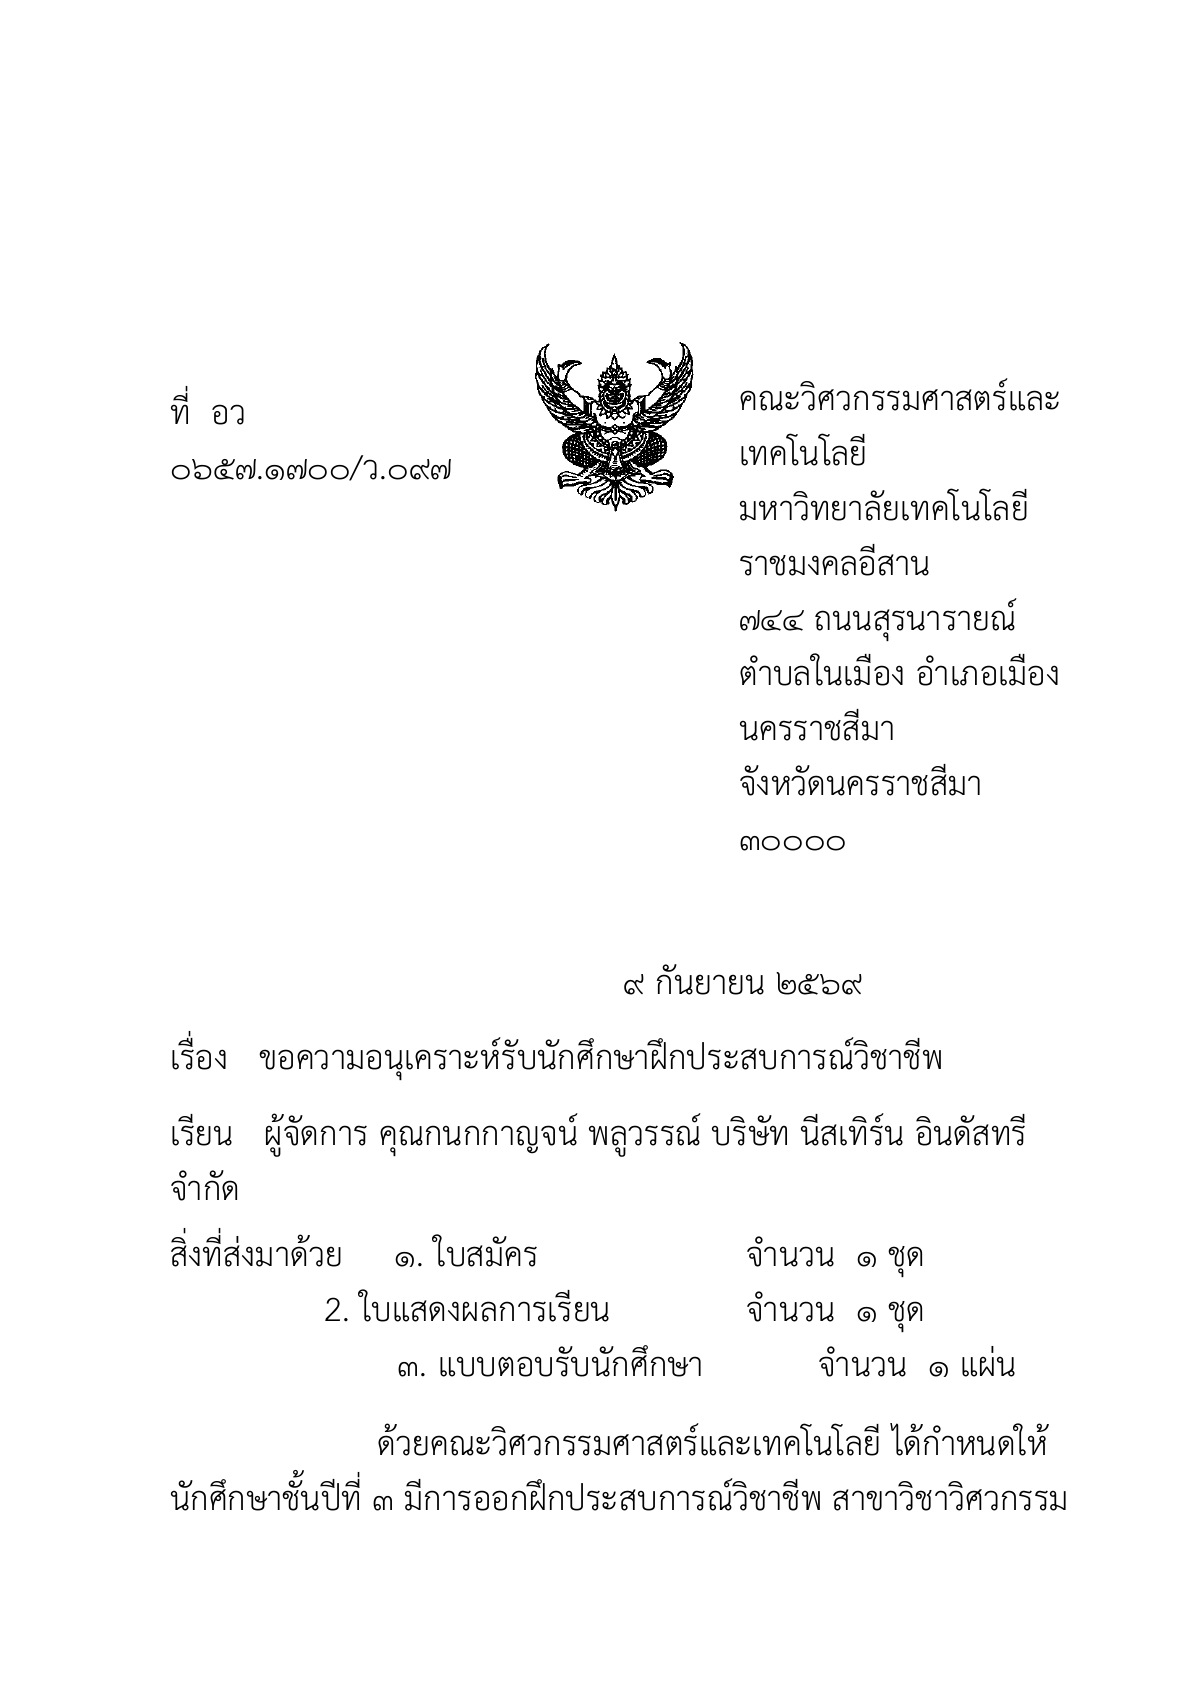 ที่ อว
๐๖๕๗.๑๗๐๐/ว.๐๙๗
คณะวิศวกรรมศาสตร์และ
เทคโนโลยี
มหาวิทยาลัยเทคโนโลยี
ราชมงคลอีสาน
๗๔๔ ถนนสุรนารายณ์
ตำบลในเมือง อำเภอเมือง
นครราชสีมา
จังหวัดนครราชสีมา
๓๐๐๐๐
๙ กันยายน ๒๕๖๙
เรื่อง ขอความอนุเคราะห์รับนักศึกษาฝึกประสบการณ์วิชาชีพ
เรียน ผู้จัดการ คุณกนกกาญจน์ พลูวรรณ์ บริษัท นีสเทิร์น อินดัสทรี
จำกัด
สิ่งที่ส่งมาด้วย ๑. ใบสมัคร จำนวน ๑ ชุด
2. ใบแสดงผลการเรียน จำนวน ๑ ชุด
๓. แบบตอบรับนักศึกษา จำนวน ๑ แผ่น
ด้วยคณะวิศวกรรมศาสตร์และเทคโนโลยี ได้กำหนดให้
นักศึกษาชั้นปีที่ ๓ มีการออกฝึกประสบการณ์วิชาชีพ สาขาวิชาวิศวกรรม